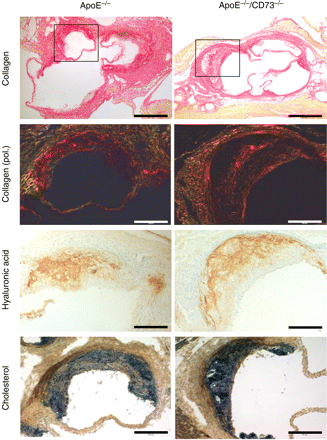 ApoE−/−
ApoE−/−/CD73−/−
Collagen
Collagen (pol.)
Hyaluronic acid
Cholesterol